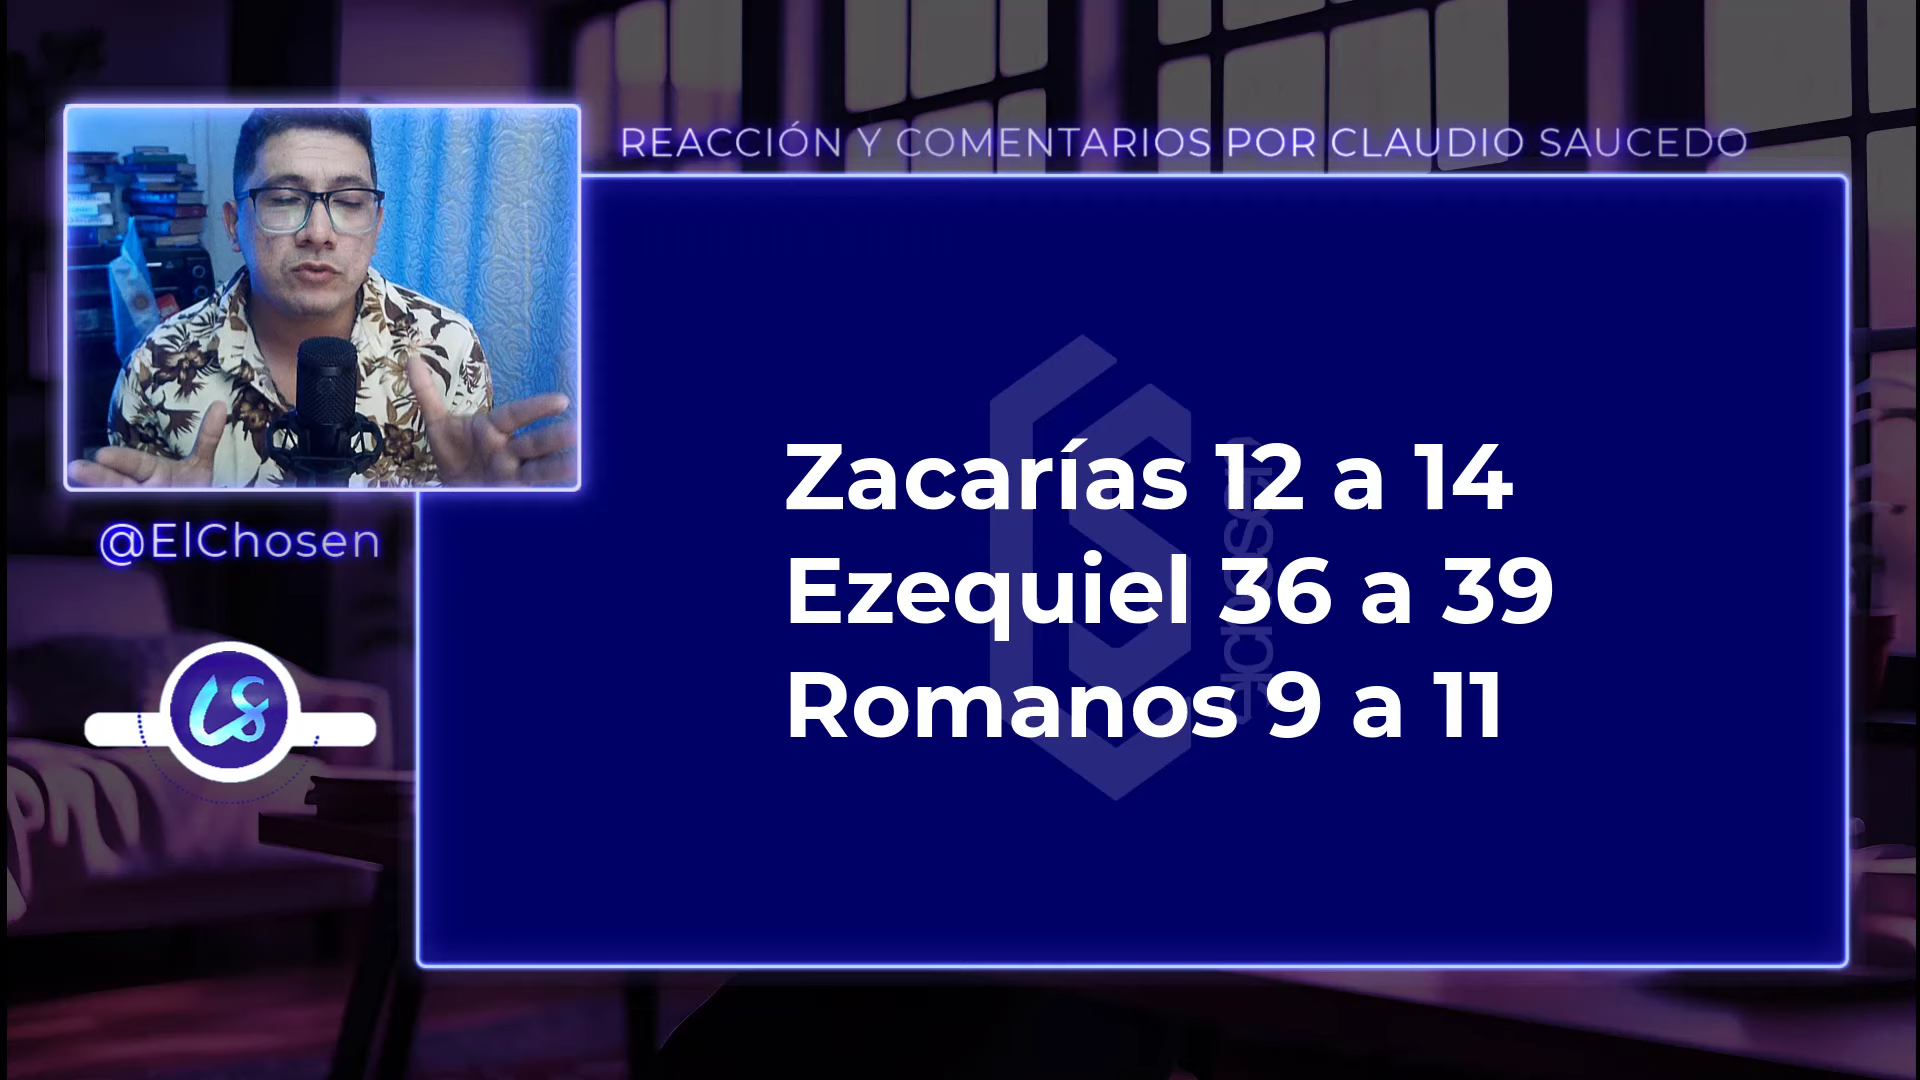 REACCIÓN Y COMENTARIOS POR CLAUDIO SAUCEDO
@ElChosen
Zacarías 12 a 14
Ezequiel 36 a 39
Romanos 9 a 11